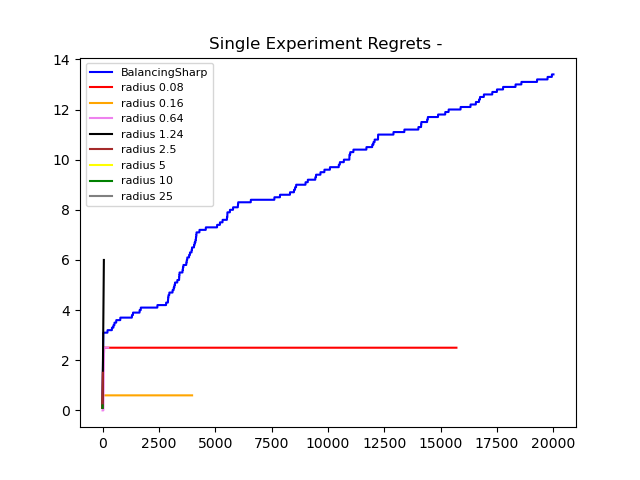 Single Experiment Regrets -
14
12
10
8
6
4
2
0
BalancingSharp
radius 0.08
radius 0.16
radius 0.64
radius 1.24
radius 2.5
radius 5
radius 10
radius 25
0 2500 5000 7500 10000 12500 15000 17500 20000